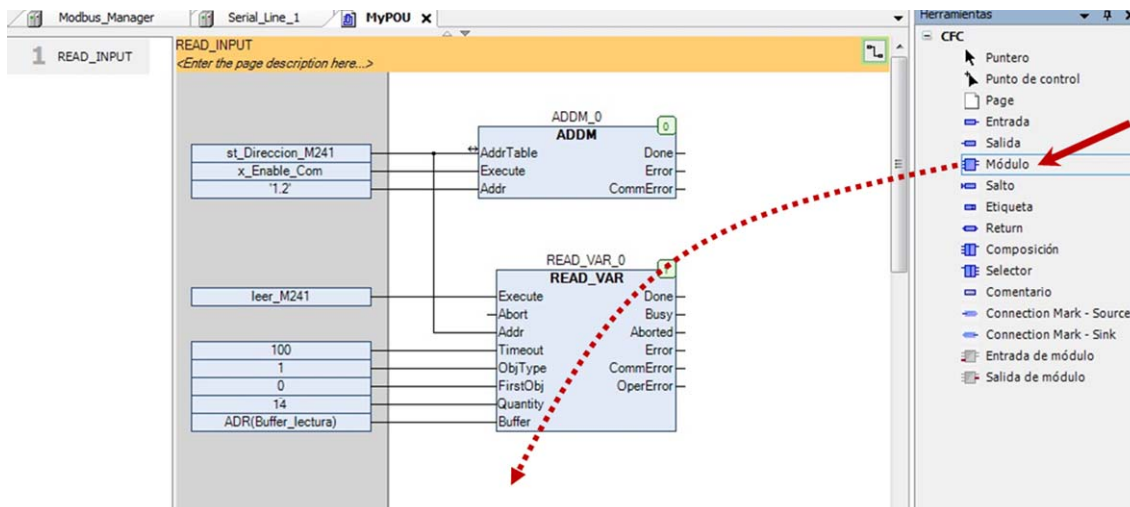 Modbus_Manager
Serial_Line_1
MyPOU X
Herramientas
1 READ_INPUT
READ_INPUT
<Enter the page description here...>
ADDM_0
0
ADDM
st_Direccion_M241
x_Enable_Com
'1.2'
AddrTable
Execute
Addr
Done
Error
CommError
READ_VAR_0
READ_VAR
leer_M241
100
1
0
14
ADR(Buffer_lectura)
Execute
Abort
Addr
Timeout
ObjType
FirstObj
Quantity
Buffer
Done
Busy
Aborted
Error
CommError
OperError
CFC
Puntero
Punto de control
Page
Entrada
Salida
Módulo
Salto
Etiqueta
Return
Composición
Selector
Comentario
Connection Mark - Source
Connection Mark - Sink
Entrada de módulo
Salida de módulo